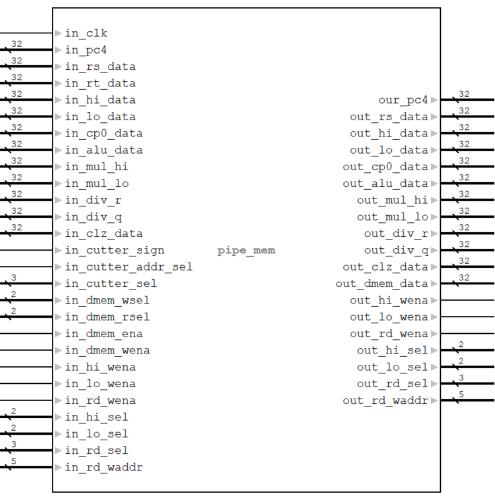 in_clk
32 in_pc4
32 in_rs_data
32 in_rt_data
32 in_hi_data our_pc4 32
32 in_lo_data out_rs_data 32
32 in_cp0_data out_hi_data 32
32 in_alu_data out_lo_data 32
32 in_mul_hi out_cp0_data 32
32 in_mul_lo out_alu_data 32
32 in_div_r out_mul_hi 32
32 in_div_q out_mul_lo 32
32 in_clz_data out_div_r 32
in_cutter_sign pipe_mem out_div_q 32
in_cutter_addr_sel out_clz_data 32
3 in_cutter_sel out_dmem_data 32
2 in_dmem_wsel out_hi_wena
2 in_dmem_rsel out_lo_wena
in_dmem_ena out_rd_wena
in_dmem_wena out_hi_sel 2
in_hi_wena out_lo_sel 2
in_lo_wena out_rd_sel 3
in_rd_wena out_rd_waddr 5
2 in_hi_sel
2 in_lo_sel
3 in_rd_sel
5 in_rd_waddr